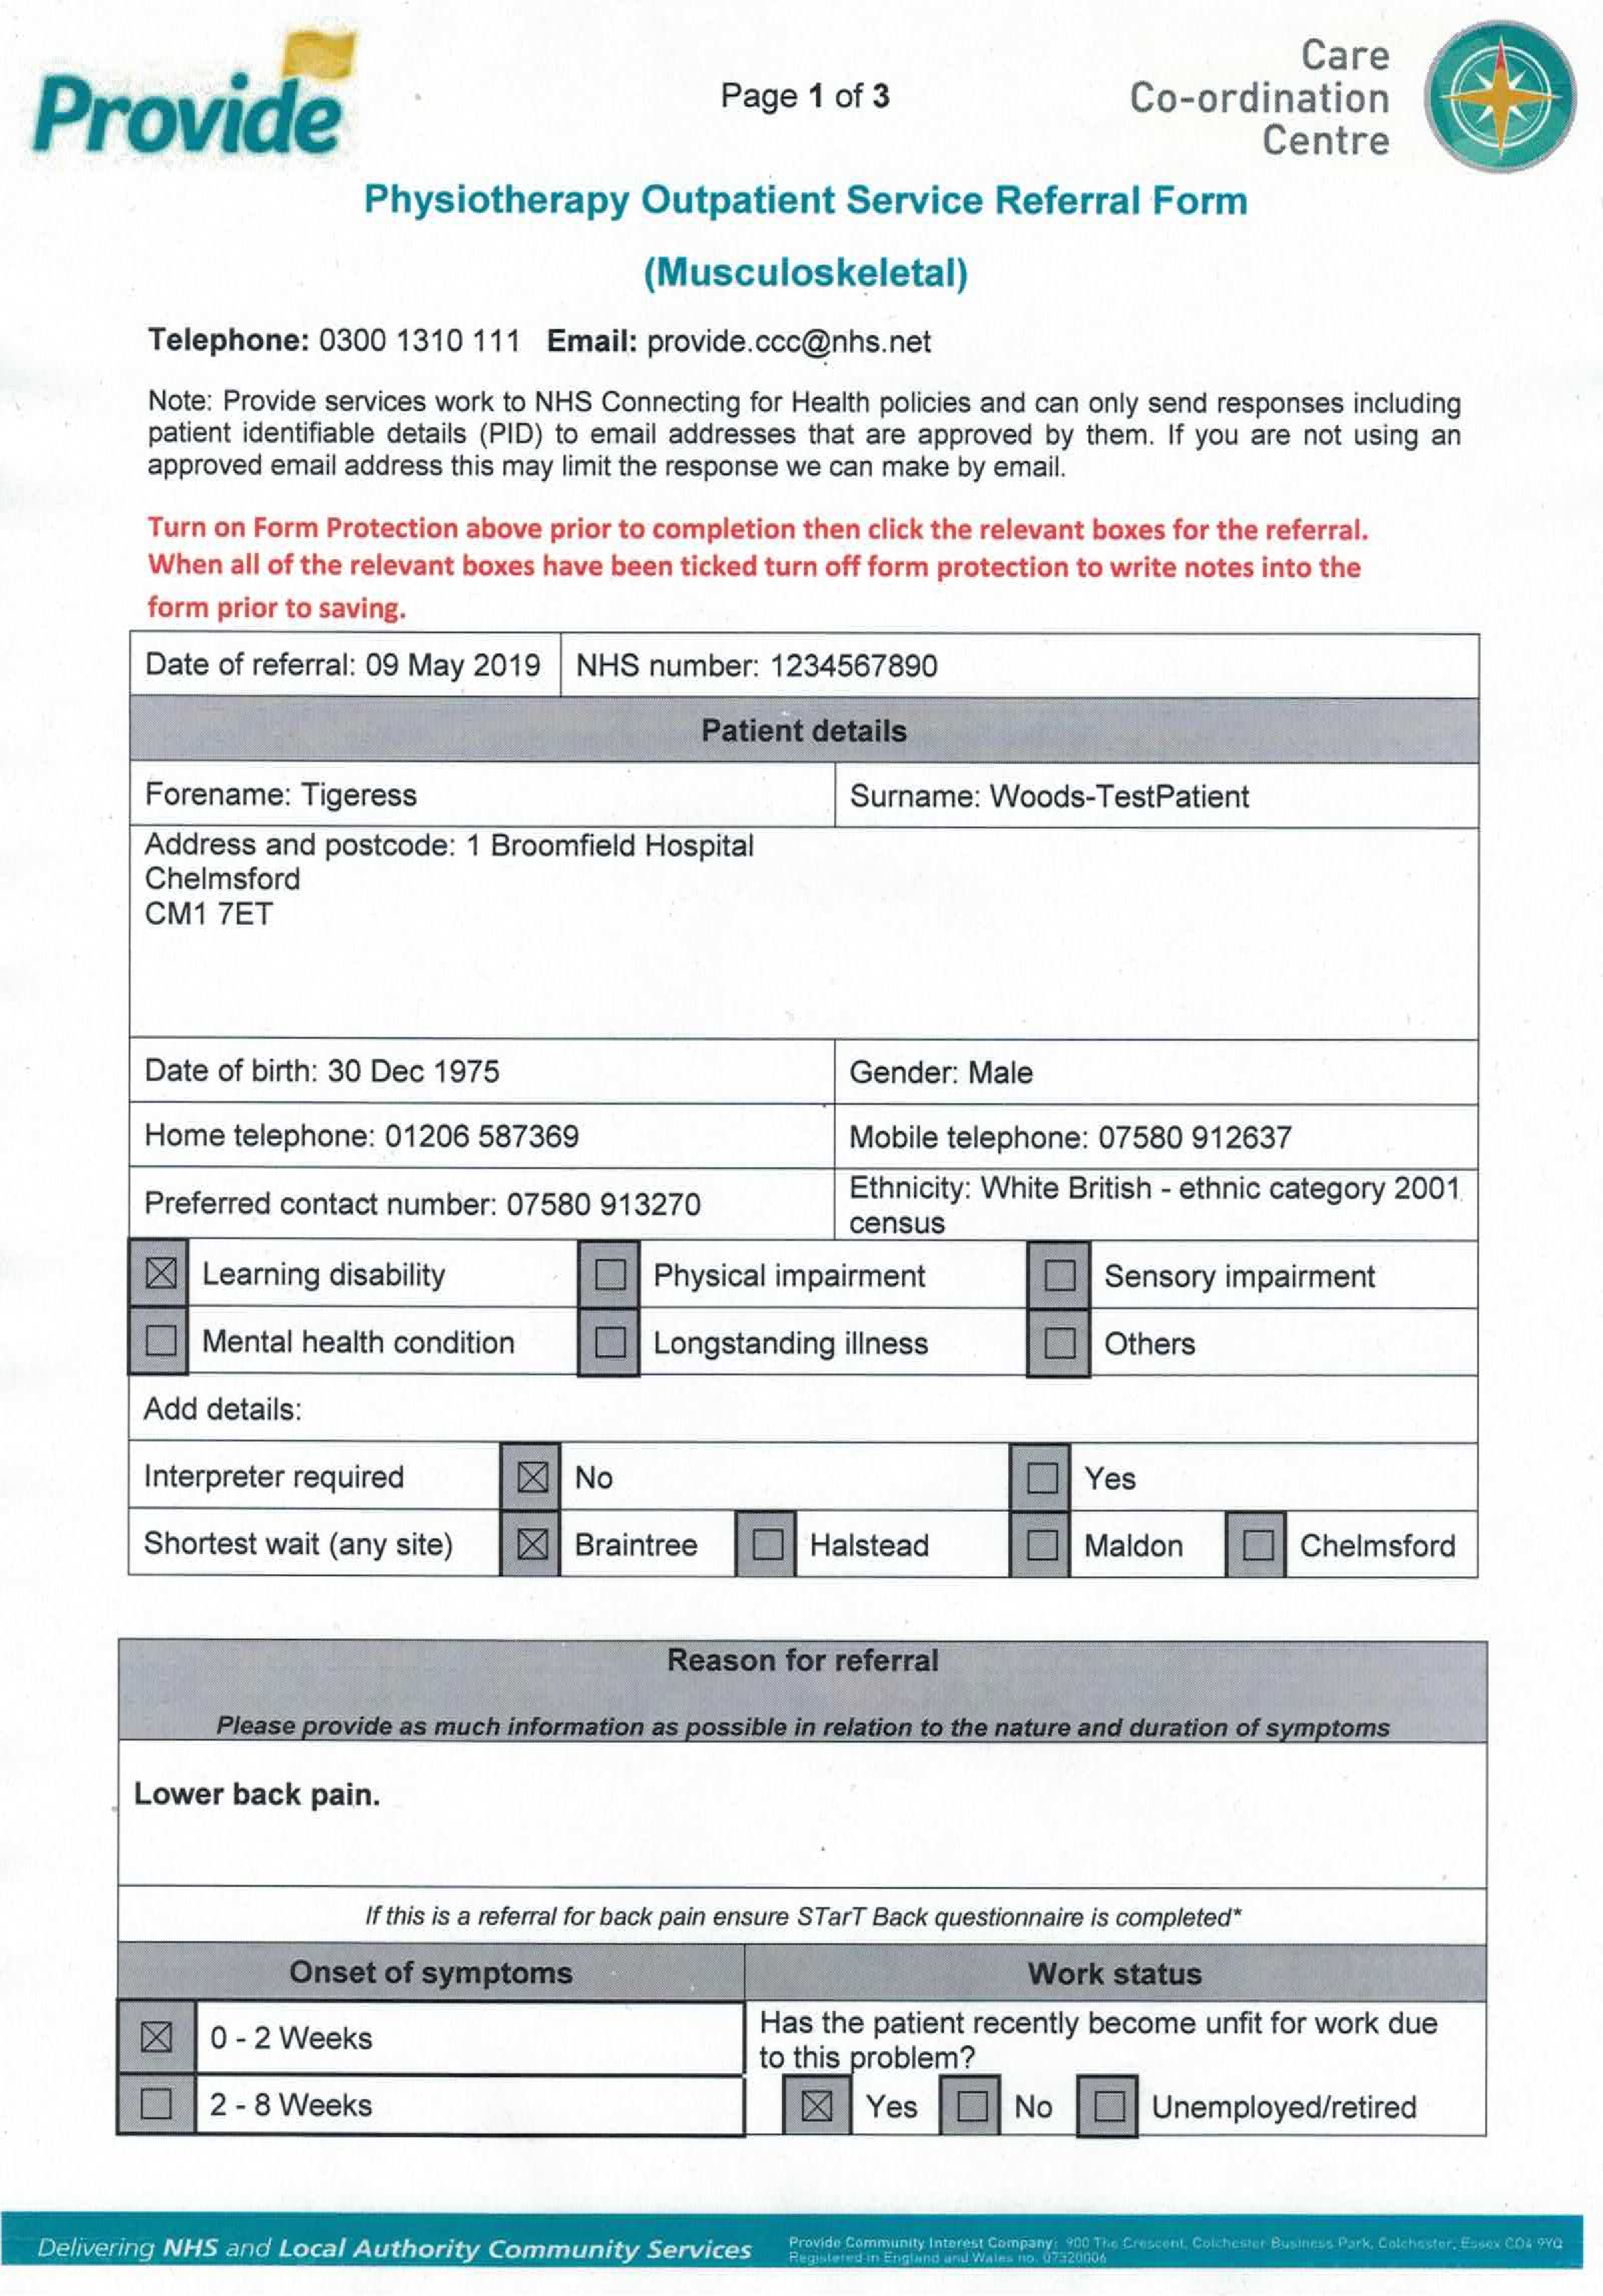 Provide
Page 1 of 3
Care
Co-ordination
Centre
Physiotherapy Outpatient Service Referral Form
(Musculoskeletal)
Telephone: 0300 1310 111 Email: provide.ccc@nhs.net
Note: Provide services work to NHS Connecting for Health policies and can only send responses including
patient identifiable details (PID) to email addresses that are approved by them. If you are not using an
approved email address this may limit the response we can make by email.
Turn on Form Protection above prior to completion then click the relevant boxes for the referral.
When all of the relevant boxes have been ticked turn off form protection to write notes into the
form prior to saving.
Date of referral: 09 May 2019 NHS number: 1234567890
Patient details
Forename: Tigeress Surname: Woods-TestPatient
Address and postcode: 1 Broomfield Hospital
Chelmsford
CM1 7ET
Date of birth: 30 Dec 1975 Gender: Male
Home telephone: 01206 587369 Mobile telephone: 07580 912637
Preferred contact number: 07580 913270 Ethnicity: White British - ethnic category 2001
census
☒ Learning disability ☐ Physical impairment ☐ Sensory impairment
☐ Mental health condition ☐ Longstanding illness ☐ Others
Add details:
Interpreter required ☒ No ☐ Yes
Shortest wait (any site) ☒ Braintree ☐ Halstead ☐ Maldon ☐ Chelmsford
Reason for referral
Please provide as much information as possible in relation to the nature and duration of symptoms
Lower back pain.
If this is a referral for back pain ensure STarT Back questionnaire is completed*
Onset of symptoms Work status
☒ 0 - 2 Weeks
☐ 2 - 8 Weeks
Has the patient recently become unfit for work due
to this problem?
☒ Yes ☐ No ☐ Unemployed/retired
Delivering NHS and Local Authority Community Services
Provide Community Interest Company: 900 The Crescent, Colchester Business Park, Colchester, Essex CO4 9YQ
Registered in England and Wales no. 07320006